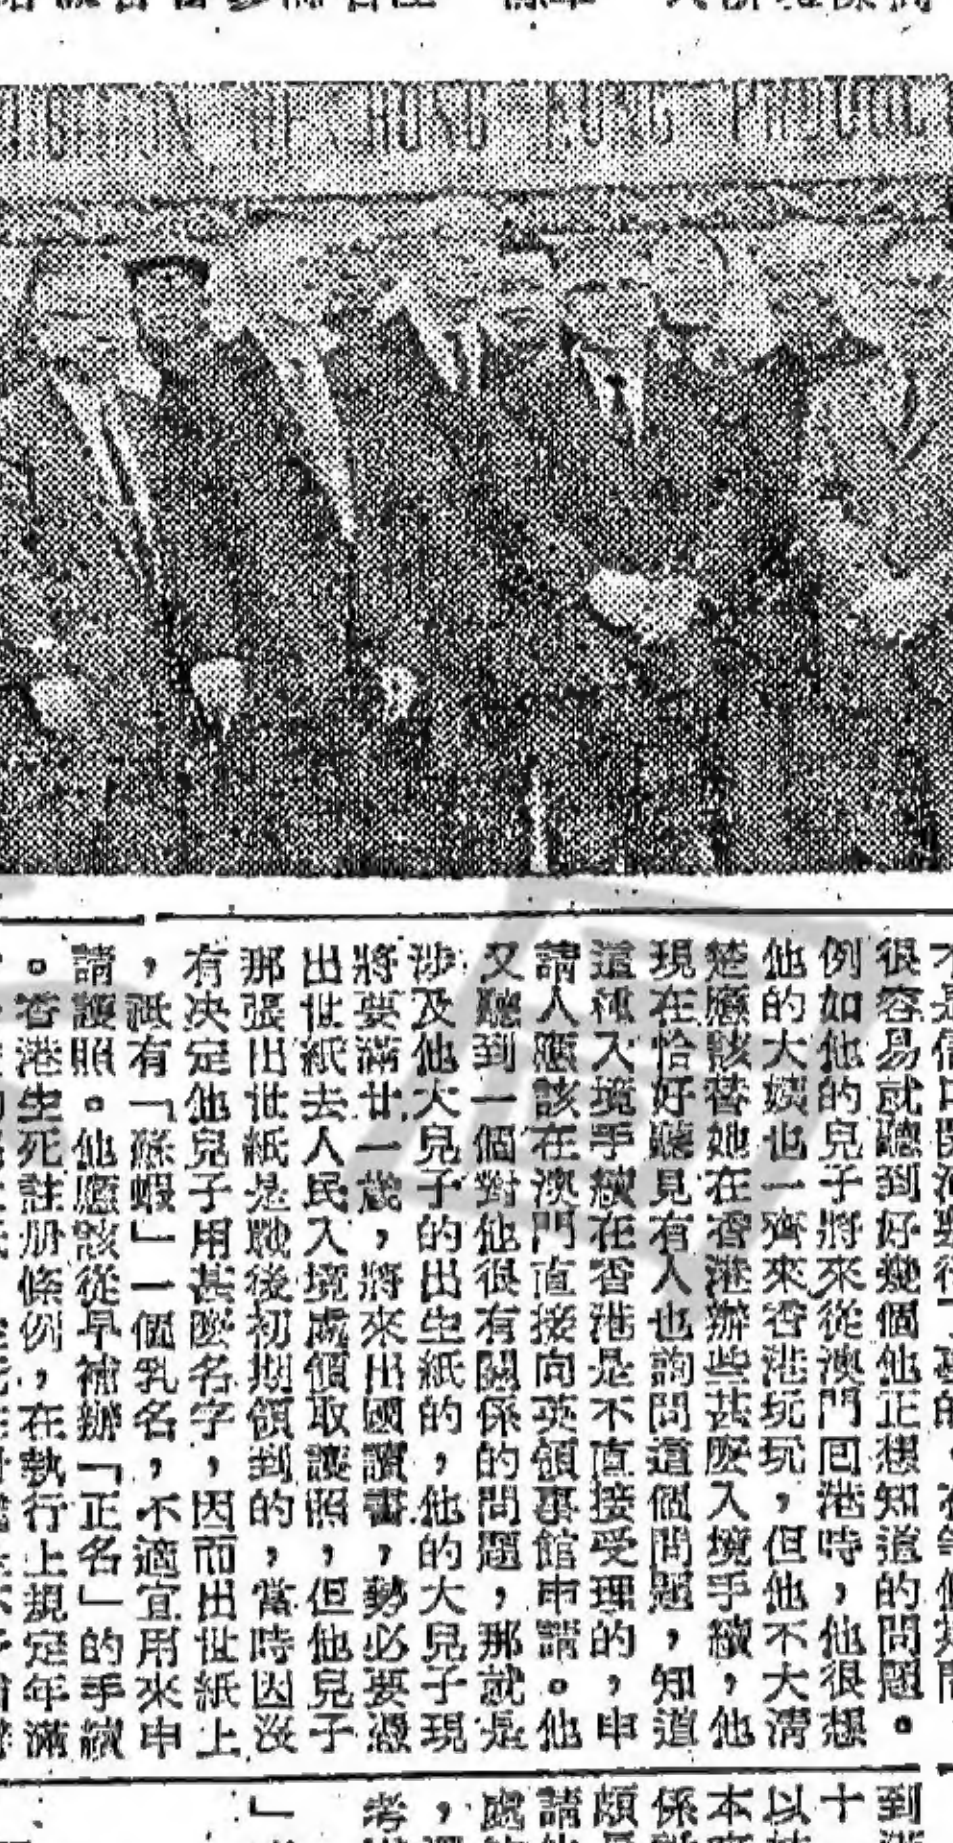 OF HONG KONG PRODUCT
很容易就聽到好幾個他正想知道的問題。
例如他的兒子將來從澳門回港時，他很想
他的大嬸也一齊來香港玩玩，但他不大清
楚應該替她在香港辦些甚麼入境手續，他
現在恰好聽見有人也詢問這個問題，知道
這種入境手續在香港是不直接受理的，申
請人應該在澳門直接向英領事館申請。他
又聽到一個對他很有關係的問題，那就是
涉及他大兒子的出生紙的，他的大兒子現
將要滿廿一歲，將來出國讀書，勢必要憑
出世紙去人民入境處領取護照，但他兒子
那張出世紙是戰後初期領到的，當時因沒
有决定他兒子用甚麼名字，因而出世紙上
，祇有「蘇蝦」一個乳名，不適宜用來申
請護照。他應該從早補辦「正名」的手續
。香港生死註册條例，在執行上規定年滿